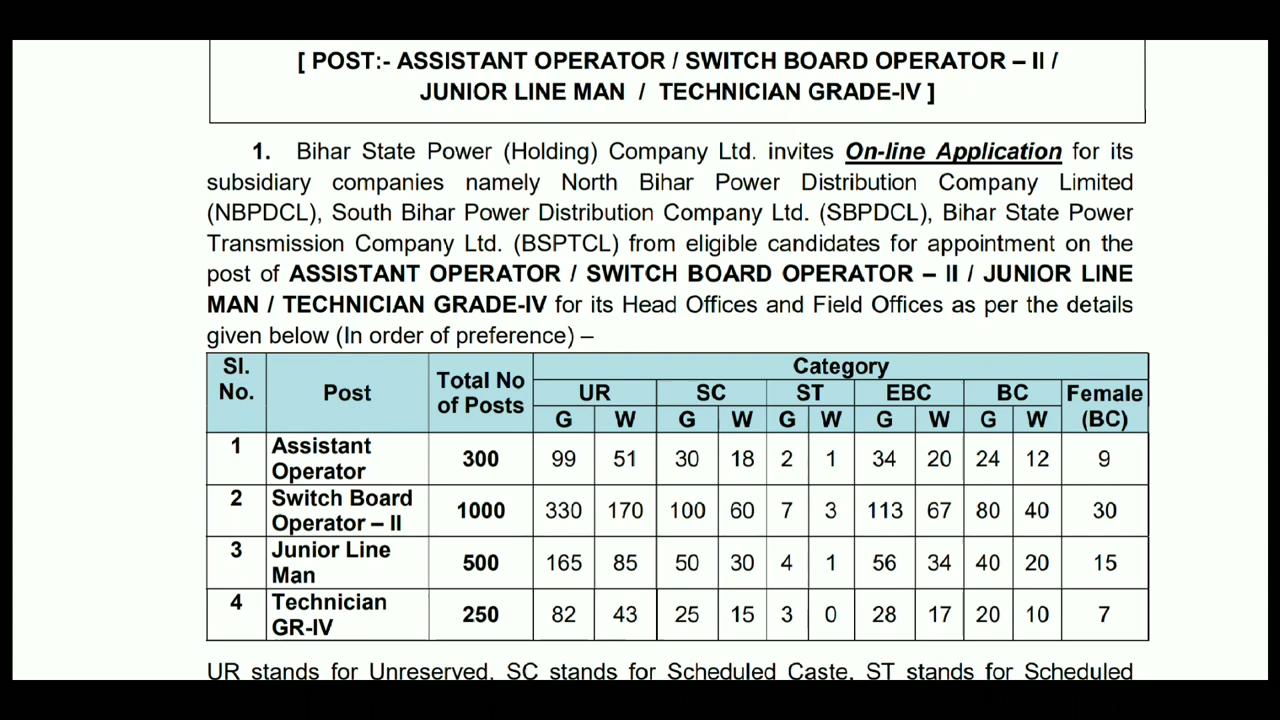 [ POST:- ASSISTANT OPERATOR / SWITCH BOARD OPERATOR – II /
JUNIOR LINE MAN / TECHNICIAN GRADE-IV ]
1. Bihar State Power (Holding) Company Ltd. invites On-line Application for its
subsidiary companies namely North Bihar Power Distribution Company Limited
(NBPDCL), South Bihar Power Distribution Company Ltd. (SBPDCL), Bihar State Power
Transmission Company Ltd. (BSPTCL) from eligible candidates for appointment on the
post of ASSISTANT OPERATOR / SWITCH BOARD OPERATOR – II / JUNIOR LINE
MAN / TECHNICIAN GRADE-IV for its Head Offices and Field Offices as per the details
given below (In order of preference) –
Sl. No. Post Total No of Posts Category
UR SC ST EBC BC Female (BC)
G W G W G W G W G W
1 Assistant Operator 300 99 51 30 18 2 1 34 20 24 12 9
2 Switch Board Operator – II 1000 330 170 100 60 7 3 113 67 80 40 30
3 Junior Line Man 500 165 85 50 30 4 1 56 34 40 20 15
4 Technician GR-IV 250 82 43 25 15 3 0 28 17 20 10 7
UR stands for Unreserved, SC stands for Scheduled Caste, ST stands for Scheduled